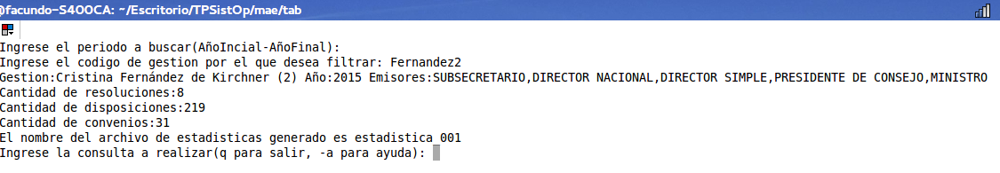 @facundo-S400CA: ~/Escritorio/TPSistOp/mae/tab
Ingrese el periodo a buscar(AñoIncial-AñoFinal):
Ingrese el codigo de gestion por el que desea filtrar: Fernandez2
Gestion:Cristina Fernández de Kirchner (2) Año:2015 Emisores:SUBSECRETARIO,DIRECTOR NACIONAL,DIRECTOR SIMPLE,PRESIDENTE DE CONSEJO,MINISTRO
Cantidad de resoluciones:8
Cantidad de disposiciones:219
Cantidad de convenios:31
El nombre del archivo de estadisticas generado es estadistica_001
Ingrese la consulta a realizar(q para salir, -a para ayuda):